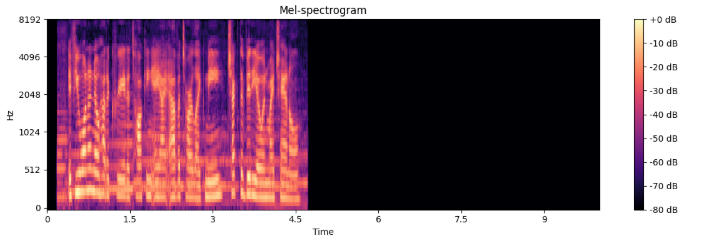 Mel-spectrogram
8192
4096
2048
1024
512
0
Hz
0 1.5 3 4.5 6 7.5 9
Time
+0 dB
-10 dB
-20 dB
-30 dB
-40 dB
-50 dB
-60 dB
-70 dB
-80 dB